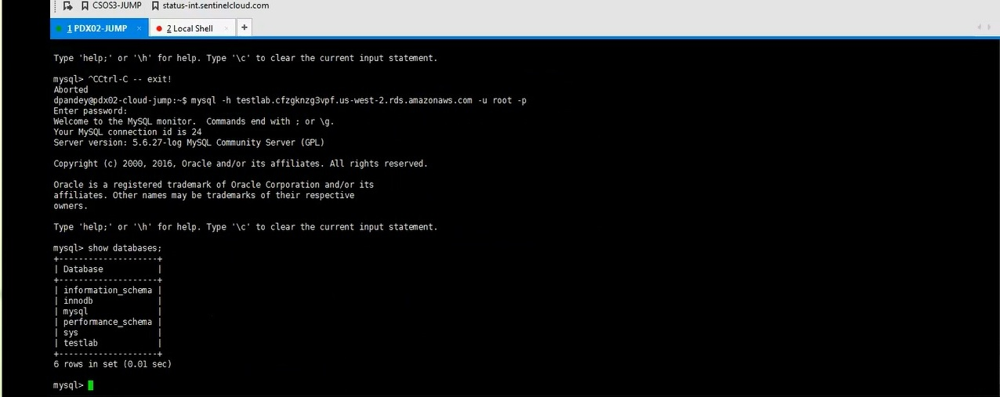 CSOS3-JUMP status-int.sentinelcloud.com
1 PDX02-JUMP × 2 Local Shell × +
Type 'help;' or '\h' for help. Type '\c' to clear the current input statement.
mysql> ^CCtrl-C -- exit!
Aborted
dpandey@pdx02-cloud-jump:~$ mysql -h testlab.cfzgknzg3vpf.us-west-2.rds.amazonaws.com -u root -p
Enter password:
Welcome to the MySQL monitor.  Commands end with ; or \g.
Your MySQL connection id is 24
Server version: 5.6.27-log MySQL Community Server (GPL)
Copyright (c) 2000, 2016, Oracle and/or its affiliates. All rights reserved.
Oracle is a registered trademark of Oracle Corporation and/or its
affiliates. Other names may be trademarks of their respective
owners.
Type 'help;' or '\h' for help. Type '\c' to clear the current input statement.
mysql> show databases;
+--------------------+
| Database           |
+--------------------+
| information_schema |
| innodb             |
| mysql              |
| performance_schema |
| sys                |
| testlab            |
+--------------------+
6 rows in set (0.01 sec)
mysql>